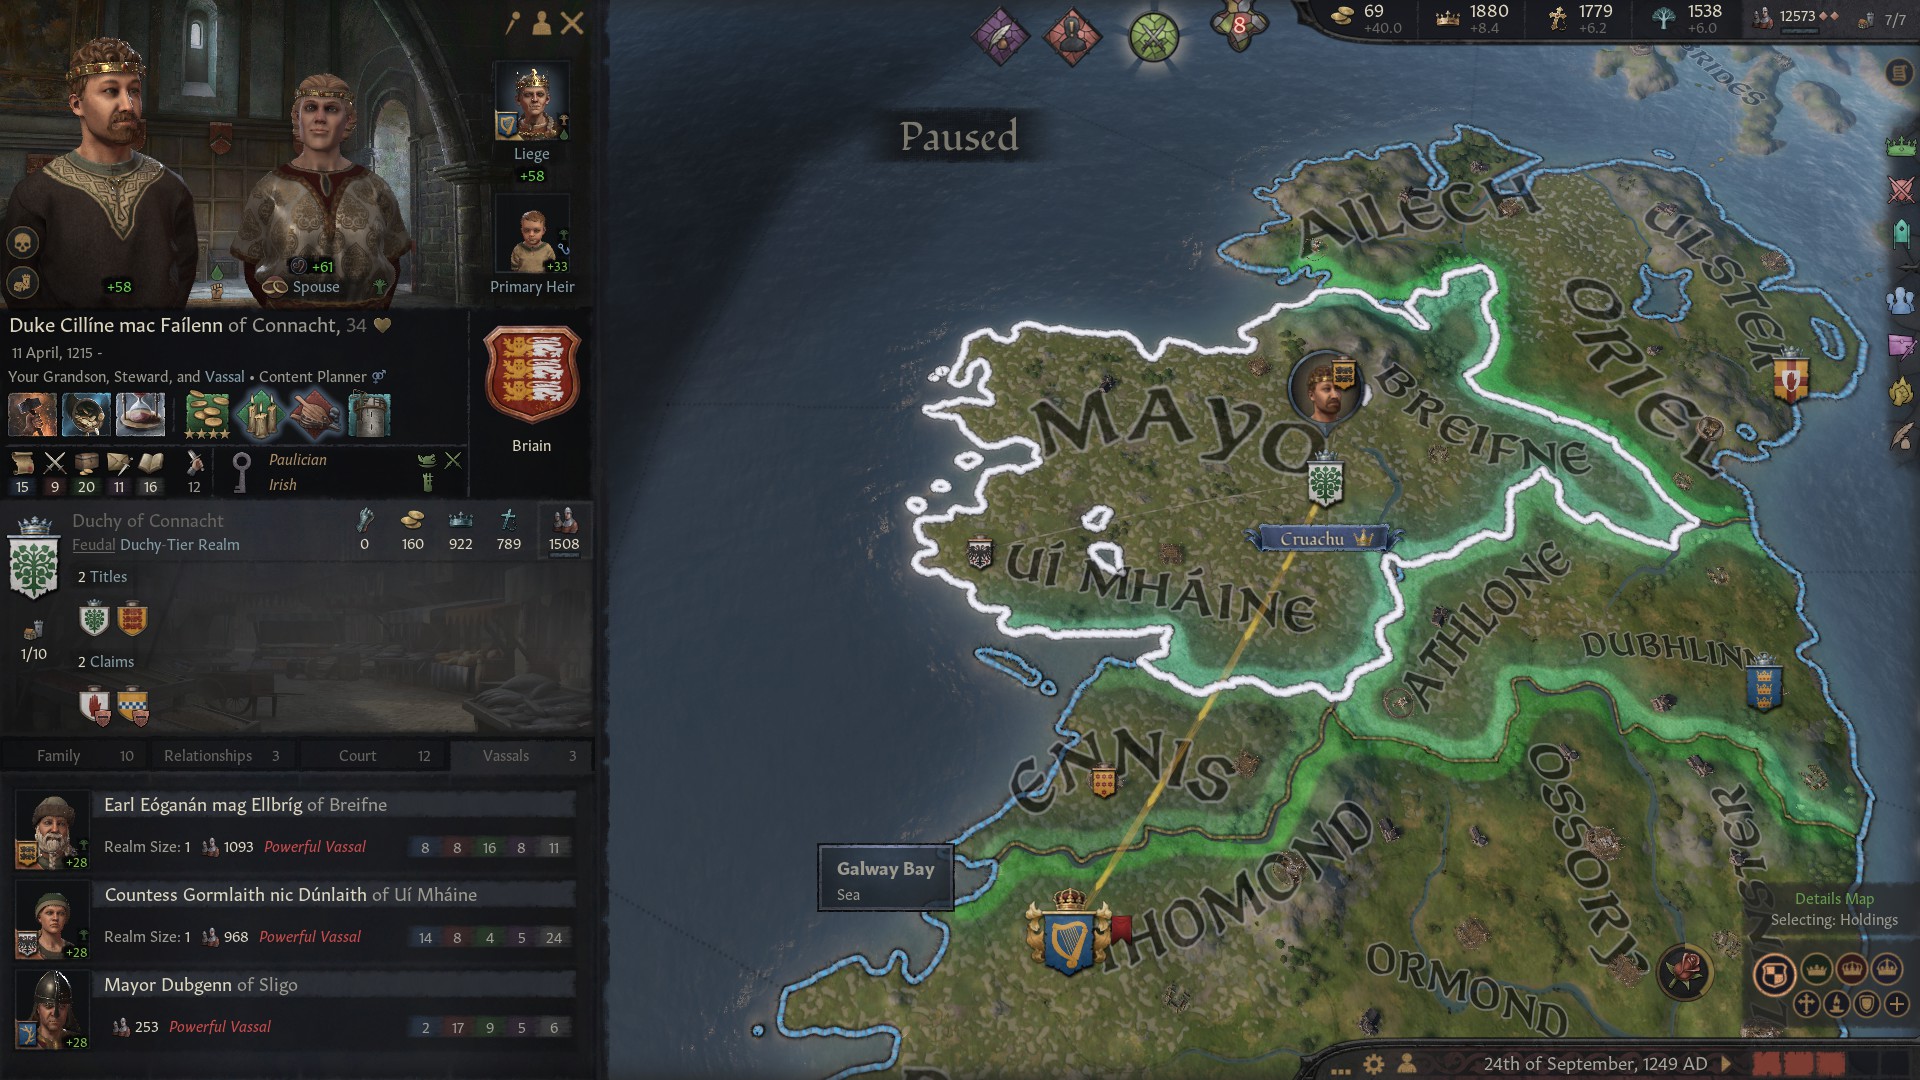 69
+40.0
1880
+8.4
1779
+6.2
1538
+6.0
12573
7/7
8
Paused
Liege
+58
+33
Primary Heir
+58
+61
Spouse
Duke Cillíne mac Faílenn of Connacht, 34
11 April, 1215 -
Your Grandson, Steward, and Vassal • Content Planner
Briain
15 9 20 11 16 12
Paulician
Irish
Duchy of Connacht
Feudal Duchy-Tier Realm
0 160 922 789 1508
2 Titles
1/10
2 Claims
Family 10 Relationships 3 Court 12 Vassals 3
Earl Eóganán mag Ellbríg of Breifne
Realm Size: 1 1093 Powerful Vassal 8 8 16 8 11
+28
Countess Gormlaith nic Dúnlaith of Uí Mháine
Realm Size: 1 968 Powerful Vassal 14 8 4 5 24
+28
Mayor Dubgenn of Sligo
253 Powerful Vassal 2 17 9 5 6
+28
AILECH
ULSTER
ORIEL
MAYO
BREIFNE
Cruachu
UÍ MHÁINE
ATHLONE
DUBHLINN
ENNIS
THOMOND
OSSORY
ORMOND
Galway Bay
Sea
Details Map
Selecting: Holdings
24th of September, 1249 AD